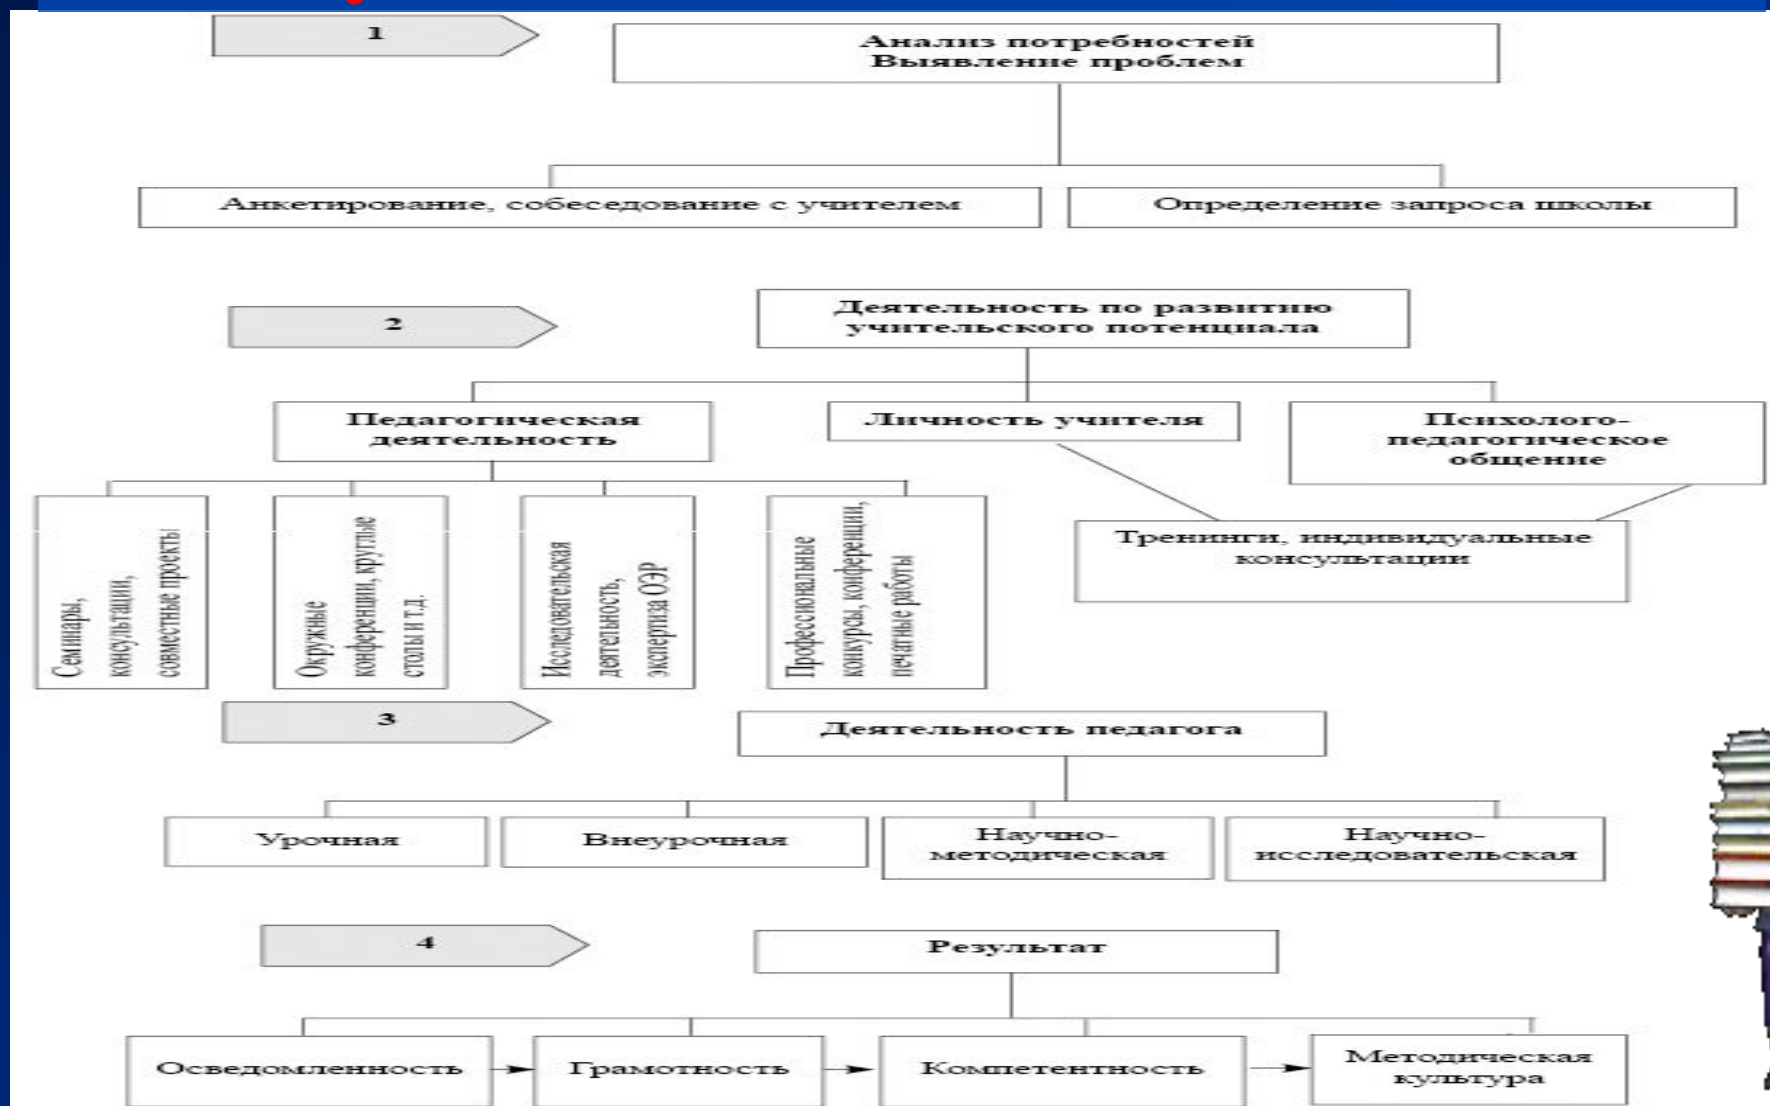 1
Анализ потребностей
Выявление проблем
Анкетирование, собеседование с учителем
Определение запроса школы
2
Деятельность по развитию
учительского потенциала
Педагогическая
деятельность
Личность учителя
Психолого-
педагогическое
общение
Семинары,
консультации,
совместные проекты
Окружные
конференции, круглые
столы и т.д.
Исследовательская
деятельность,
экспертиза ОЭР
Профессиональные
конкурсы, конференции,
печатные работы
Тренинги, индивидуальные
консультации
3
Деятельность педагога
Урочная
Внеурочная
Научно-
методическая
Научно-
исследовательская
4
Результат
Осведомленность
Грамотность
Компетентность
Методическая
культура